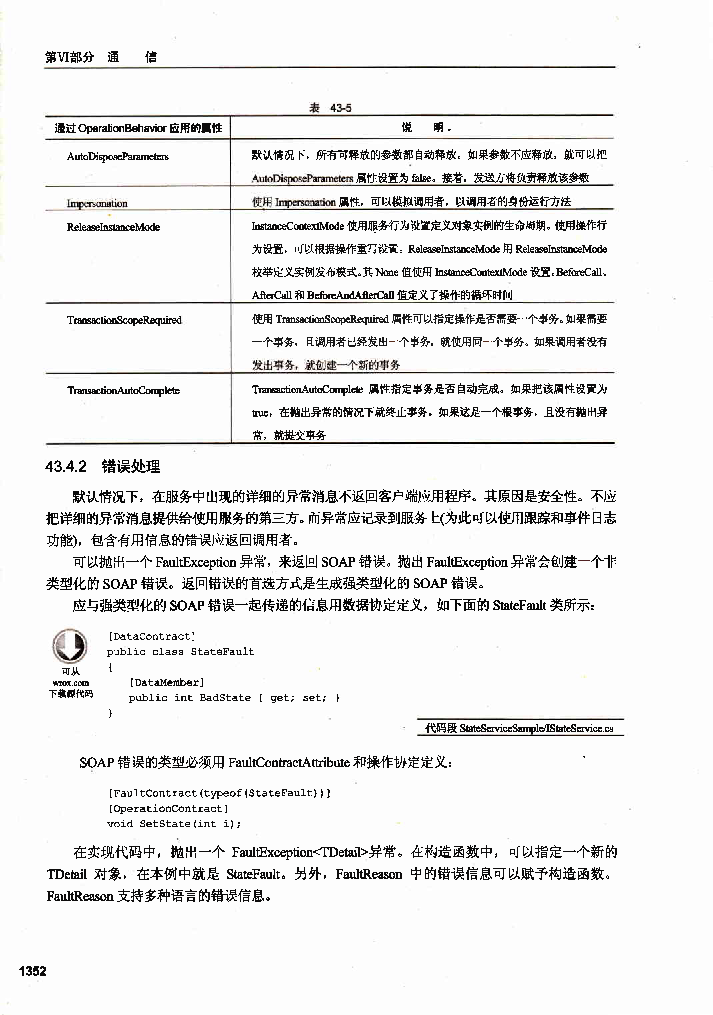 第VI部分 通 信
表 43-5
通过 OperationBehavior 应用的属性 说 明
AutoDisposeParameters 默认情况下，所有可释放的参数都自动释放。如果参数不应释放，就可以把
AutoDisposeParameters 属性设置为 false。接着，发送方将负责释放该参数
Impersonation 使用 Impersonation 属性，可以模拟调用者，以调用者的身份运行方法
ReleaseInstanceMode InstanceContextMode 使用服务行为设置定义对象实例的生命周期。使用操作行
为设置，可以根据操作重写设置。ReleaseInstanceMode 用 ReleaseInstanceMode
枚举定义实例发布模式。其 None 值使用 InstanceContextMode 设置。BeforeCall、
AfterCall 和 BeforeAndAfterCall 值定义了操作的循环时间
TransactionScopeRequired 使用 TransactionScopeRequired 属性可以指定操作是否需要一个事务。如果需要
一个事务，且调用者已经发出一个事务，就使用同一个事务。如果调用者没有
发出事务，就创建一个新的事务
TransactionAutoComplete TransactionAutoComplete 属性指定事务是否自动完成。如果把该属性设置为
true，在抛出异常的情况下就终止事务。如果这是一个根事务，且没有抛出异
常，就提交事务
43.4.2 错误处理
默认情况下，在服务中出现的详细的异常消息不返回客户端应用程序。其原因是安全性。不应
把详细的异常消息提供给使用服务的第三方。而异常应记录到服务上(为此可以使用跟踪和事件日志
功能)，包含有用信息的错误应返回调用者。
可以抛出一个 FaultException 异常，来返回 SOAP 错误。抛出 FaultException 异常会创建一个非
类型化的 SOAP 错误。返回错误的首选方式是生成强类型化的 SOAP 错误。
应与强类型化的 SOAP 错误一起传递的信息用数据协定定义，如下面的 StateFault 类所示：
可从
wrox.com
下载源代码
[DataContract]
public class StateFault
{
[DataMember]
public int BadState { get; set; }
}
代码段 StateServiceSample/IStateService.cs
SOAP 错误的类型必须用 FaultContractAttribute 和操作协定定义：
[FaultContract(typeof(StateFault))]
[OperationContract]
void SetState(int i);
在实现代码中，抛出一个 FaultException<TDetail>异常。在构造函数中，可以指定一个新的
TDetail 对象，在本例中就是 StateFault。另外，FaultReason 中的错误信息可以赋予构造函数。
FaultReason 支持多种语言的错误信息。
1352